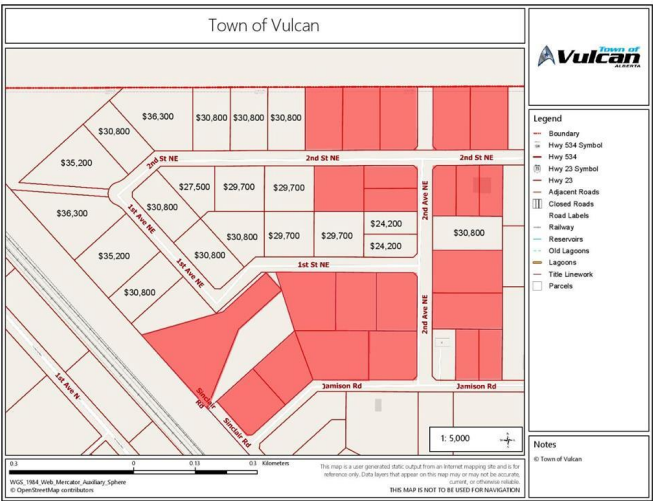 Town of Vulcan
Town of
Vulcan
ALBERTA
$36,300
$30,800
$30,800
$30,800
$30,800
$35,200
2nd St NE
2nd St NE
2nd St NE
$27,500
$29,700
$29,700
$36,300
$30,800
1st Ave NE
2nd Ave NE
$24,200
$30,800
$29,700
$29,700
$30,800
$24,200
$35,200
1st Ave NE
$30,800
1st St NE
$30,800
2nd Ave NE
1st Ave N
Sinclair Rd
Jamison Rd
Jamison Rd
Sinclair Rd
1: 5,000
Legend
Boundary
Hwy 534 Symbol
Hwy 534
Hwy 23 Symbol
Hwy 23
Adjacent Roads
Closed Roads
Road Labels
Railway
Reservoirs
Old Lagoons
Lagoons
Title Linework
Parcels
Notes
© Town of Vulcan
0.3
0
0.13
0.3
Kilometers
WGS_1984_Web_Mercator_Auxiliary_Sphere
© OpenStreetMap contributors
This map is a user generated static output from an Internet mapping site and is for
reference only. Data layers that appear on this map may or may not be accurate,
current, or otherwise reliable.
THIS MAP IS NOT TO BE USED FOR NAVIGATION